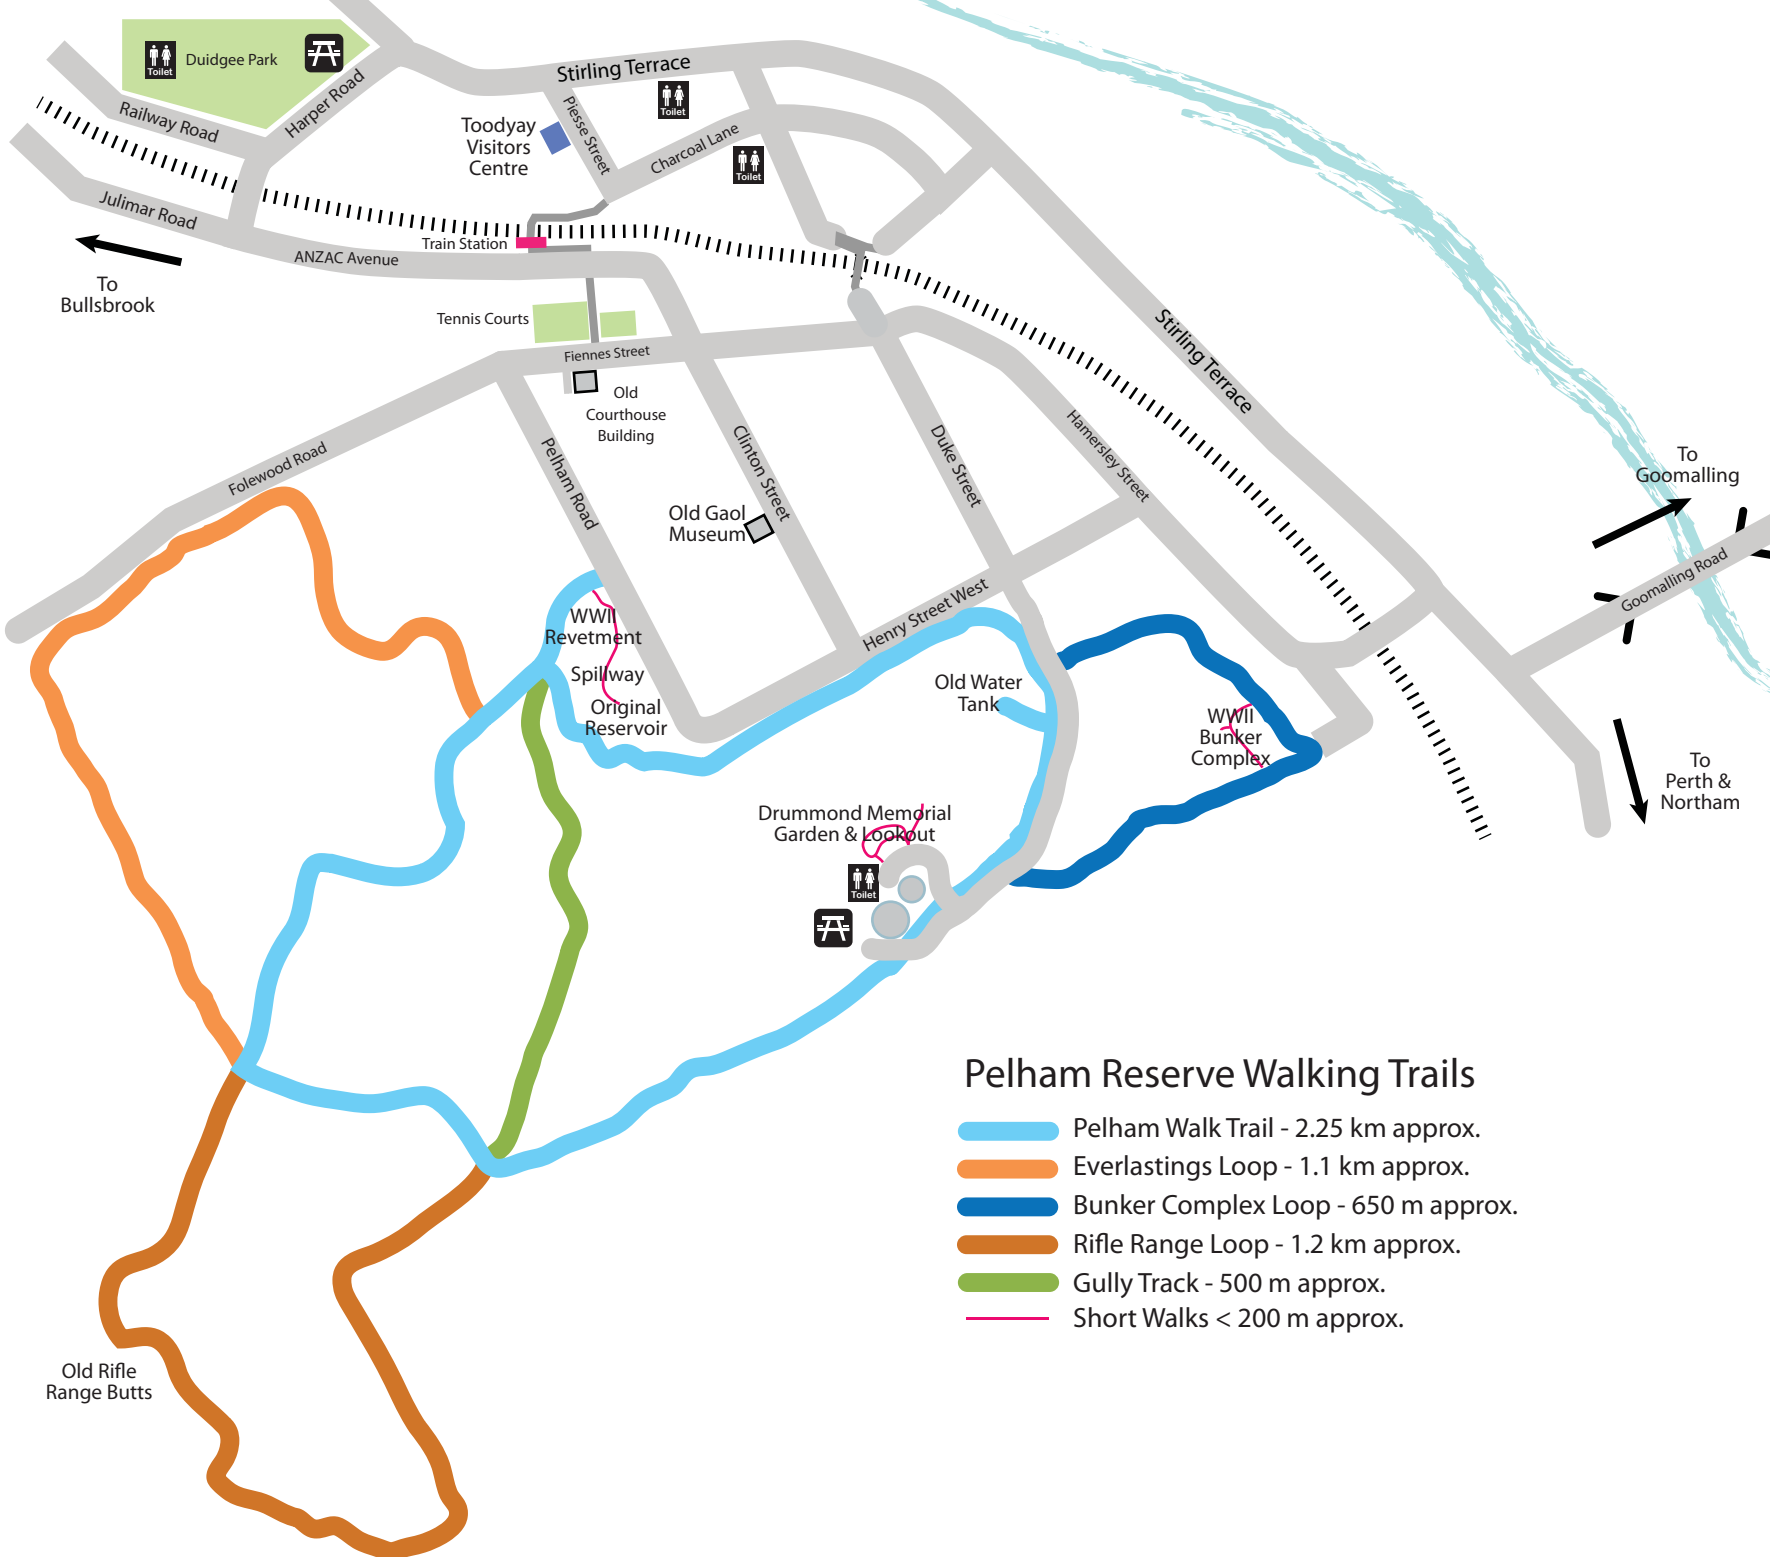 Toilet
Duidgee Park
Railway Road
Harper Road
Stirling Terrace
Piesse Street
Toilet
Toodyay
Visitors
Centre
Charcoal Lane
Toilet
Julimar Road
Train Station
ANZAC Avenue
To
Bullsbrook
Tennis Courts
Fiennes Street
Old
Courthouse
Building
Stirling Terrace
Folewood Road
Pelham Road
Clinton Street
Duke Street
Hamersley Street
To
Goomalling
Goomalling Road
Old Gaol
Museum
Henry Street West
WWII
Revetment
Spillway
Original
Reservoir
Old Water
Tank
WWII
Bunker
Complex
To
Perth &
Northam
Drummond Memorial
Garden & Lookout
Toilet
Pelham Reserve Walking Trails
Pelham Walk Trail - 2.25 km approx.
Everlastings Loop - 1.1 km approx.
Bunker Complex Loop - 650 m approx.
Rifle Range Loop - 1.2 km approx.
Gully Track - 500 m approx.
Short Walks < 200 m approx.
Old Rifle
Range Butts